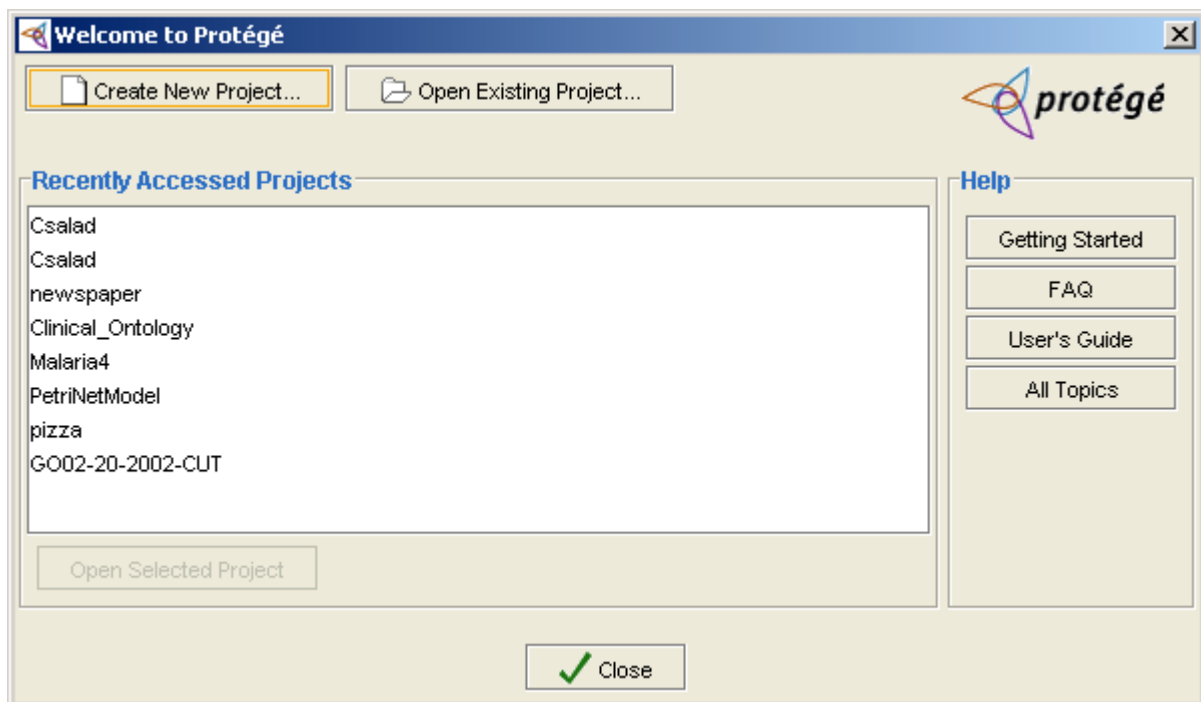 Welcome to Protégé
Create New Project...
Open Existing Project...
protégé
Recently Accessed Projects
Csalad
Csalad
newspaper
Clinical_Ontology
Malaria4
PetriNetModel
pizza
GO02-20-2002-CUT
Open Selected Project
Help
Getting Started
FAQ
User's Guide
All Topics
Close